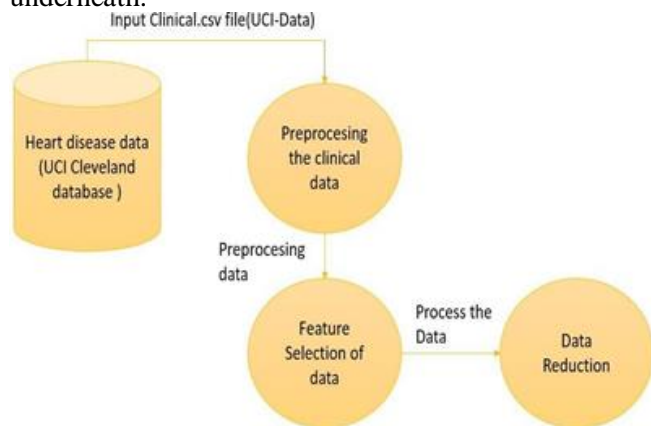 underneath.
Input Clinical.csv file(UCI-Data)
Heart disease data
(UCI Cleveland
database )
Preprocesing
the clinical
data
Preprocesing
data
Feature
Selection of
data
Process the
Data
Data
Reduction